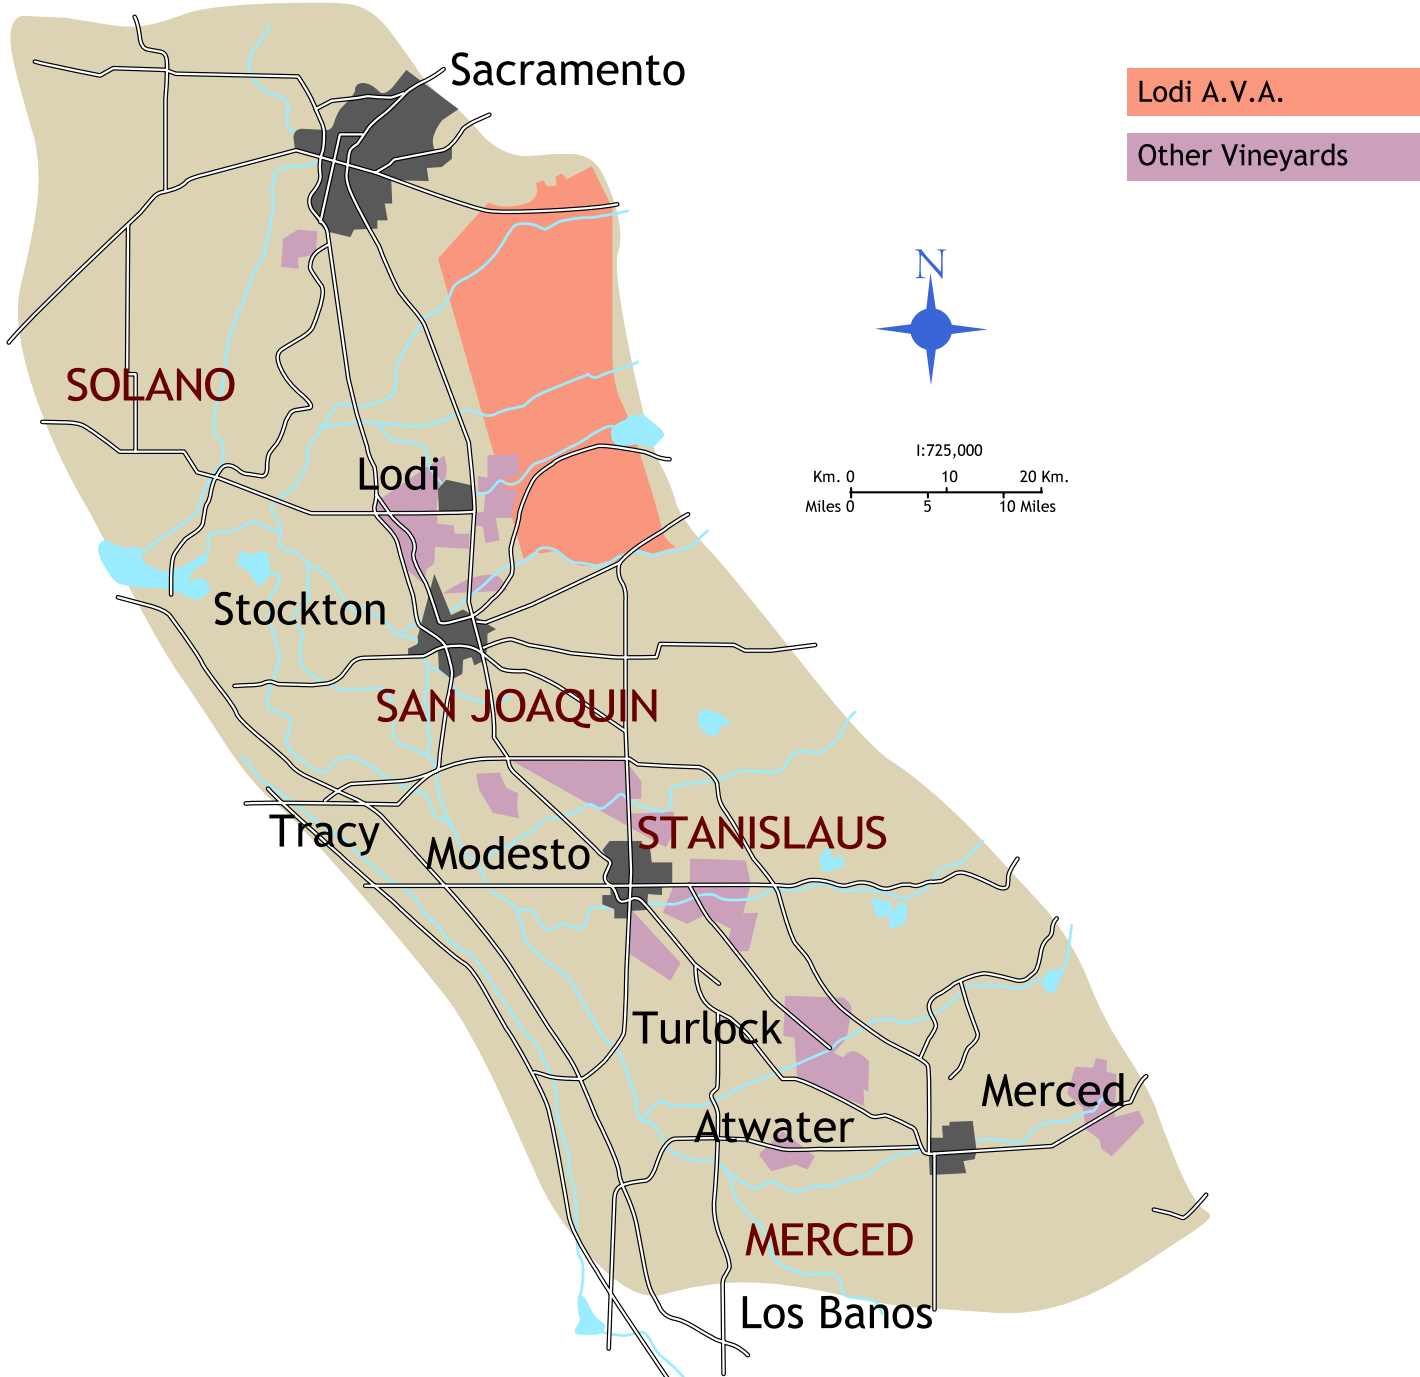 Sacramento
Lodi A.V.A.
Other Vineyards
N
SOLANO
1:725,000
Lodi
Km. 0 10 20 Km.
Miles 0 5 10 Miles
Stockton
SAN JOAQUIN
Tracy
Modesto
STANISLAUS
Turlock
Merced
Atwater
MERCED
Los Banos